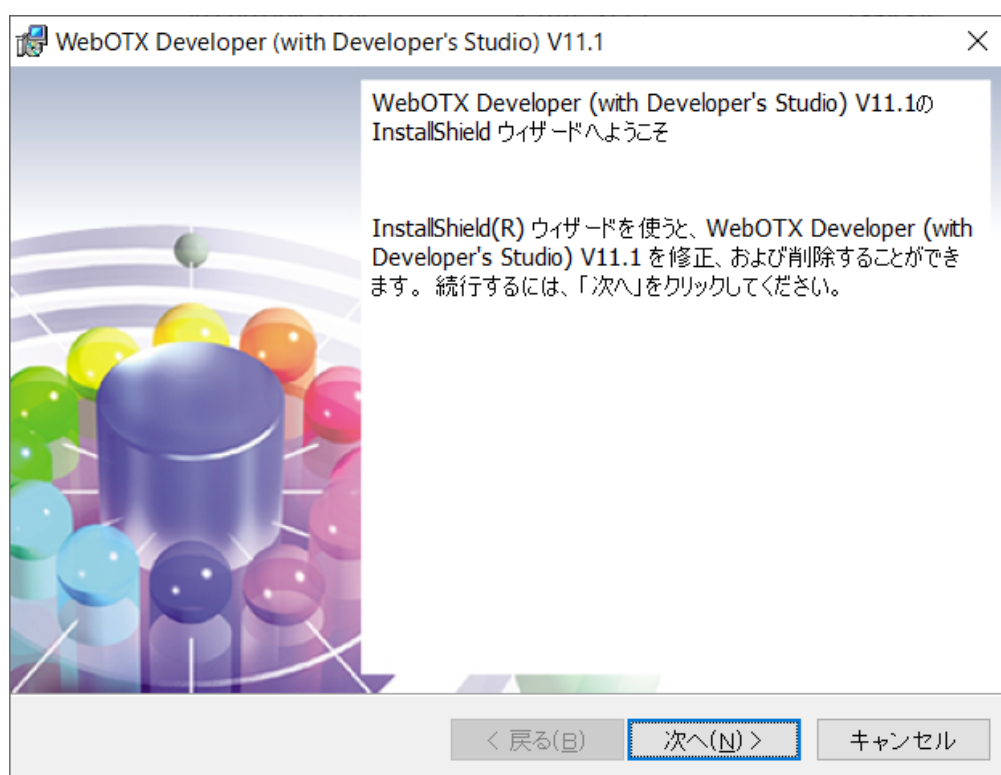 WebOTX Developer (with Developer's Studio) V11.1
WebOTX Developer (with Developer's Studio) V11.1の
InstallShield ウィザードへようこそ
InstallShield(R) ウィザードを使うと、WebOTX Developer (with
Developer's Studio) V11.1 を修正、および削除することができ
ます。 続行するには、「次へ」をクリックしてください。
< 戻る(B)
次へ(N) >
キャンセル